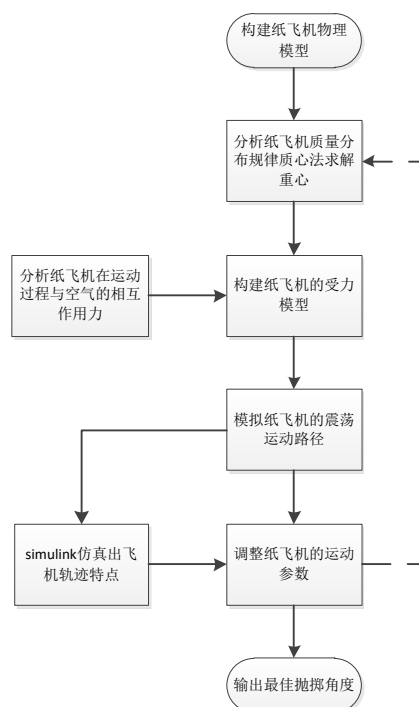 构建纸飞机物理
模型
分析纸飞机质量分
布规律质心法求解
重心
分析纸飞机在运动
过程与空气的相互
作用力
构建纸飞机的受力
模型
模拟纸飞机的震荡
运动路径
simulink仿真出飞
机轨迹特点
调整纸飞机的运动
参数
输出最佳抛掷角度